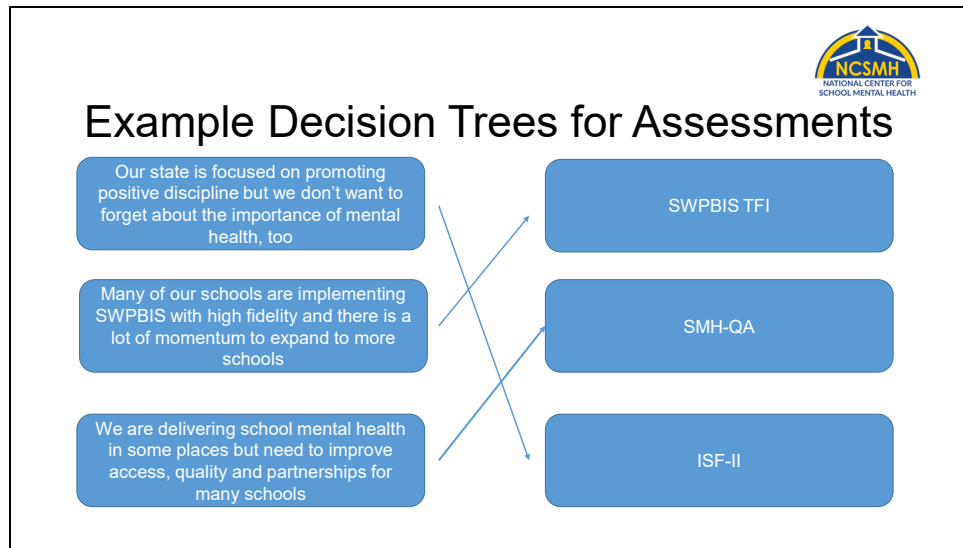 NCSMH
NATIONAL CENTER FOR
SCHOOL MENTAL HEALTH
Example Decision Trees for Assessments
Our state is focused on promoting
positive discipline but we don’t want to
forget about the importance of mental
health, too
SWPBIS TFI
Many of our schools are implementing
SWPBIS with high fidelity and there is a
lot of momentum to expand to more
schools
SMH-QA
We are delivering school mental health
in some places but need to improve
access, quality and partnerships for
many schools
ISF-II